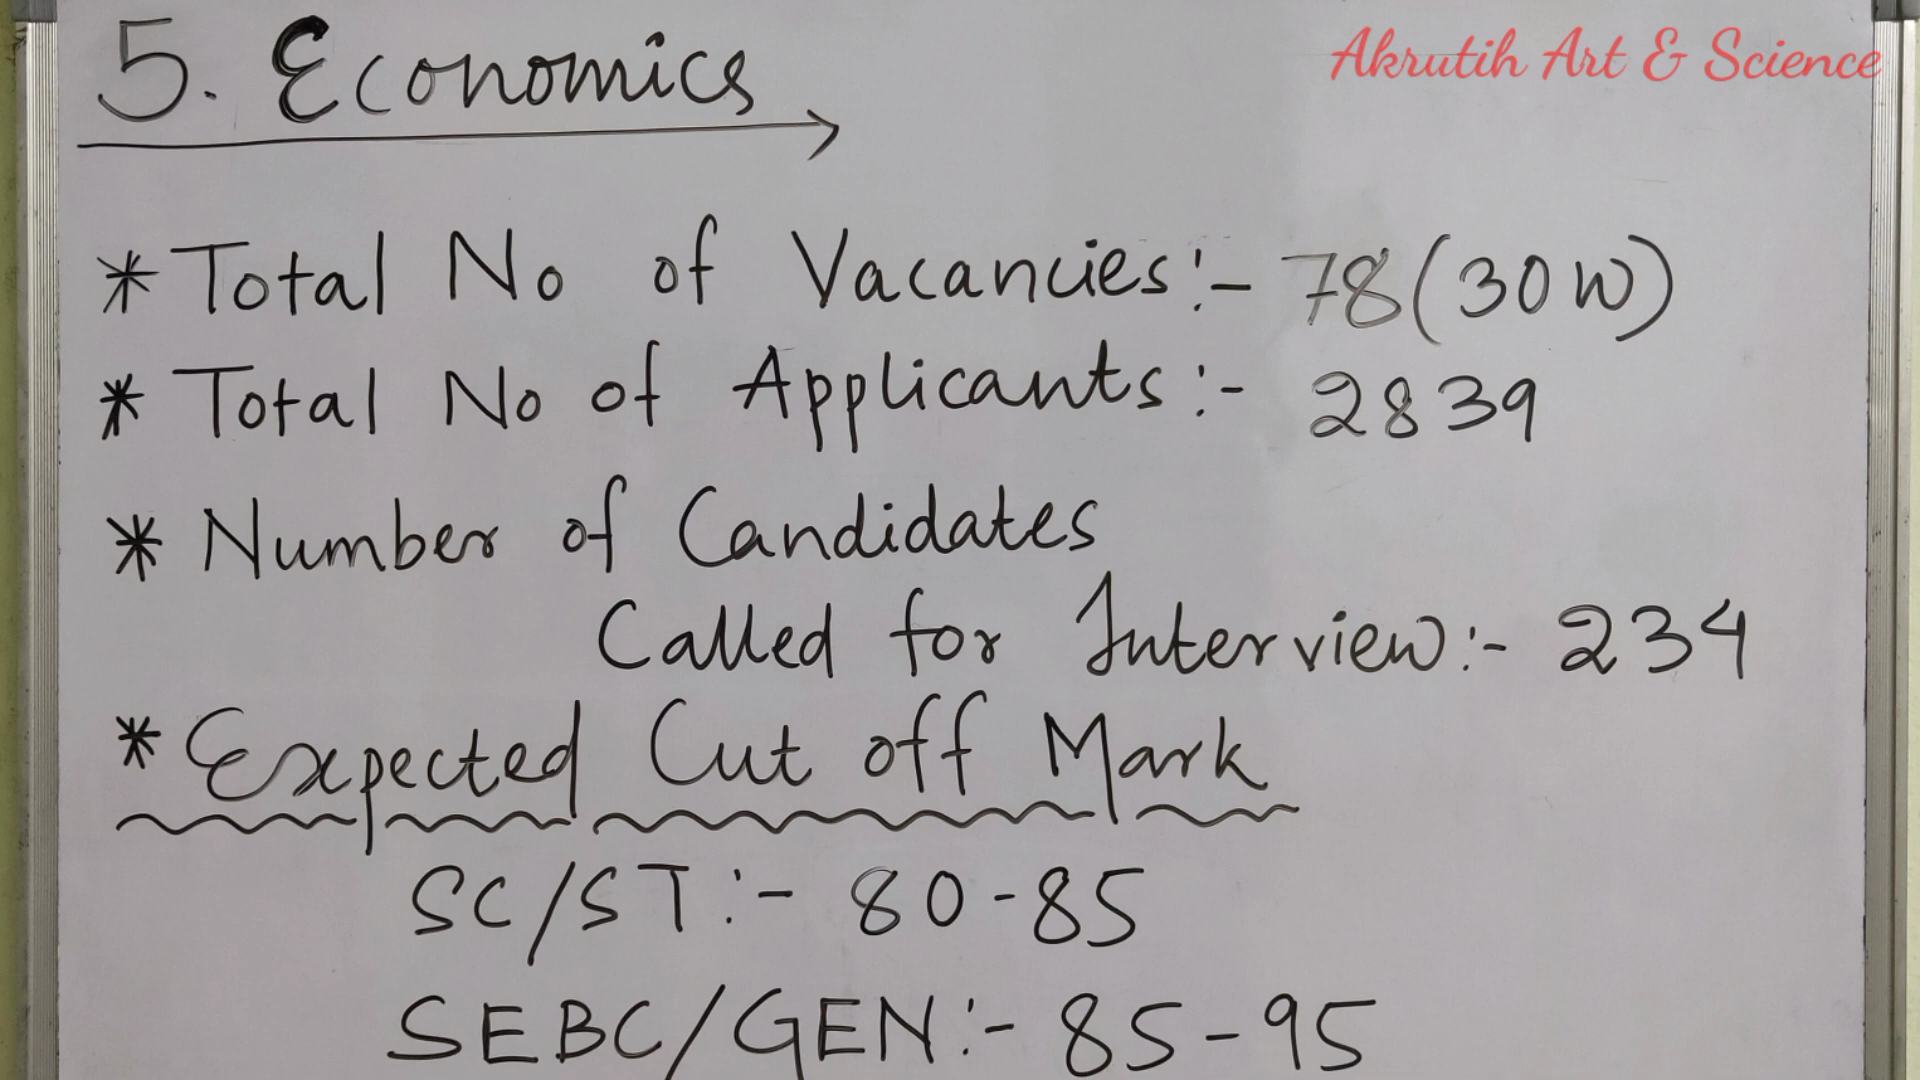 5. Economics
Akrutih Art & Science
* Total No of Vacancies:- 78(30W)
* Total No of Applicants:- 2839
* Number of Candidates
Called for Interview:- 234
* Expected Cut off Mark
SC/ST:- 80-85
SEBC/GEN:- 85-95